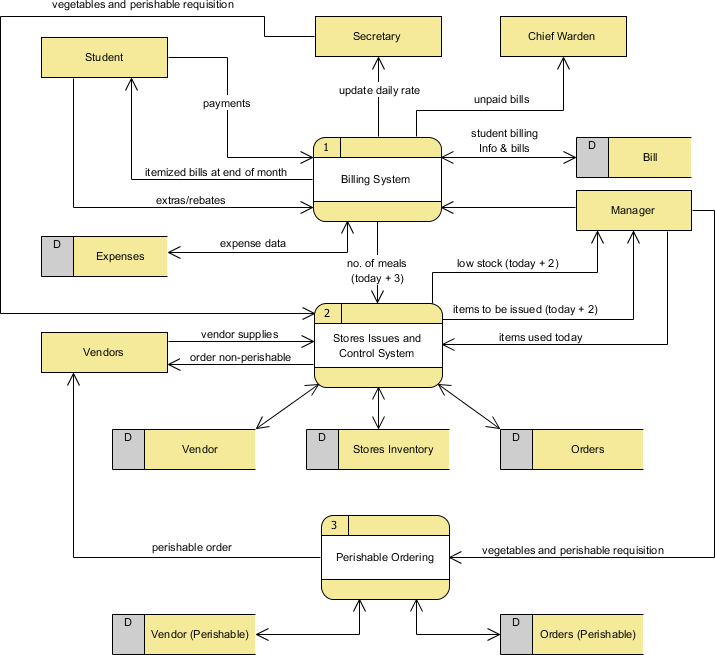 vegetables and perishable requisition
Secretary
Chief Warden
Student
update daily rate
unpaid bills
payments
student billing
Info & bills
1
D
Bill
itemized bills at end of month
Billing System
extras/rebates
Manager
D
Expenses
expense data
no. of meals
(today + 3)
low stock (today + 2)
2
items to be issued (today + 2)
vendor supplies
Stores Issues and
Control System
items used today
Vendors
order non-perishable
D
Vendor
D
Stores Inventory
D
Orders
3
perishable order
Perishable Ordering
vegetables and perishable requisition
D
Vendor (Perishable)
D
Orders (Perishable)